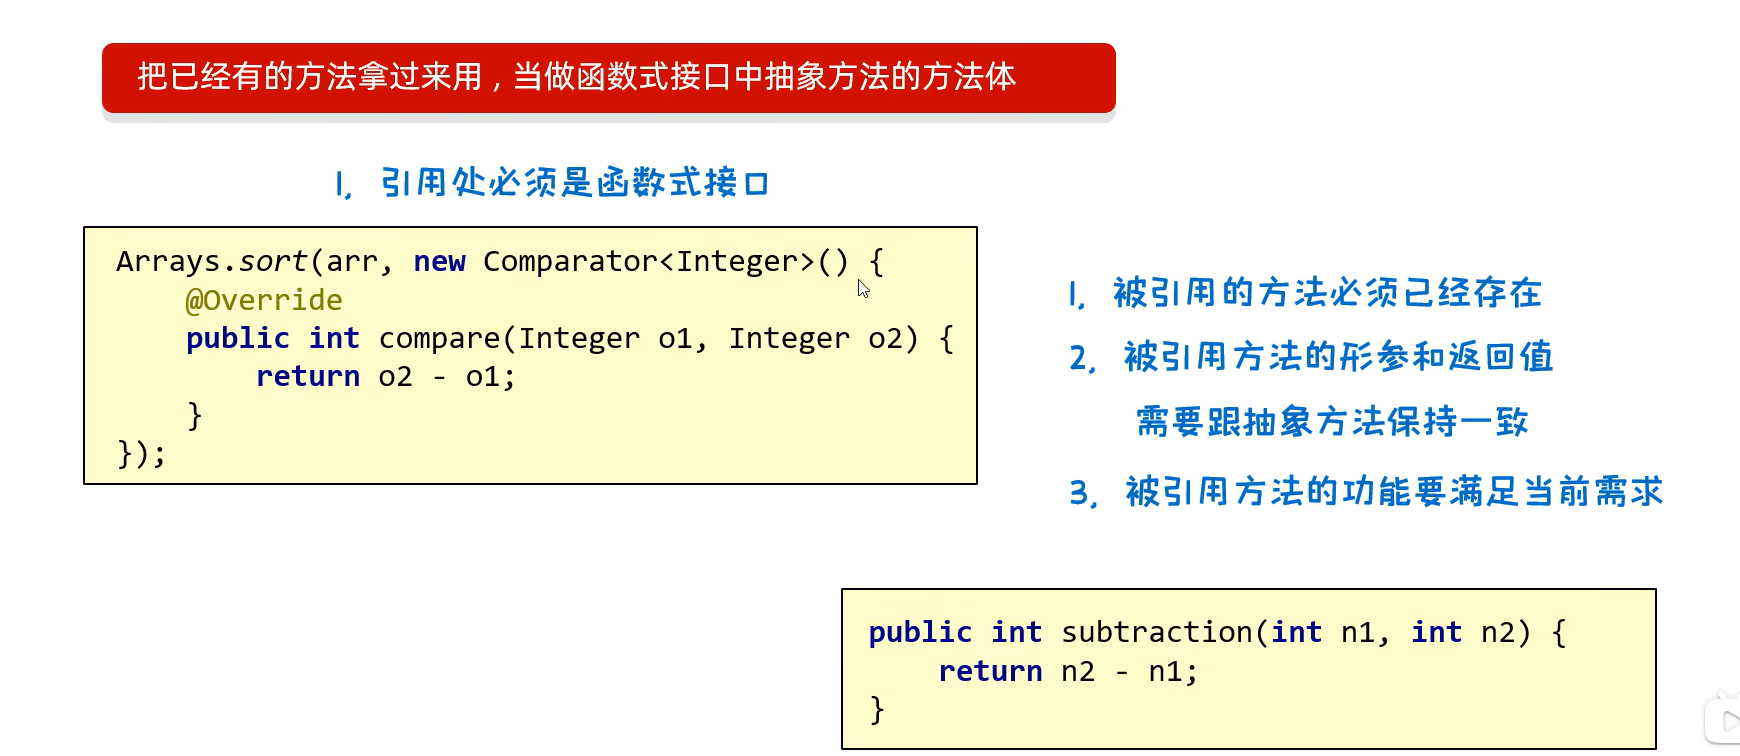 把已经有的方法拿过来用，当做函数式接口中抽象方法的方法体
1, 引用处必须是函数式接口
Arrays.sort(arr, new Comparator<Integer>() {
@Override
public int compare(Integer o1, Integer o2) {
return o2 - o1;
}
});
1, 被引用的方法必须已经存在
2, 被引用方法的形参和返回值
需要跟抽象方法保持一致
3, 被引用方法的功能要满足当前需求
public int subtraction(int n1, int n2) {
return n2 - n1;
}